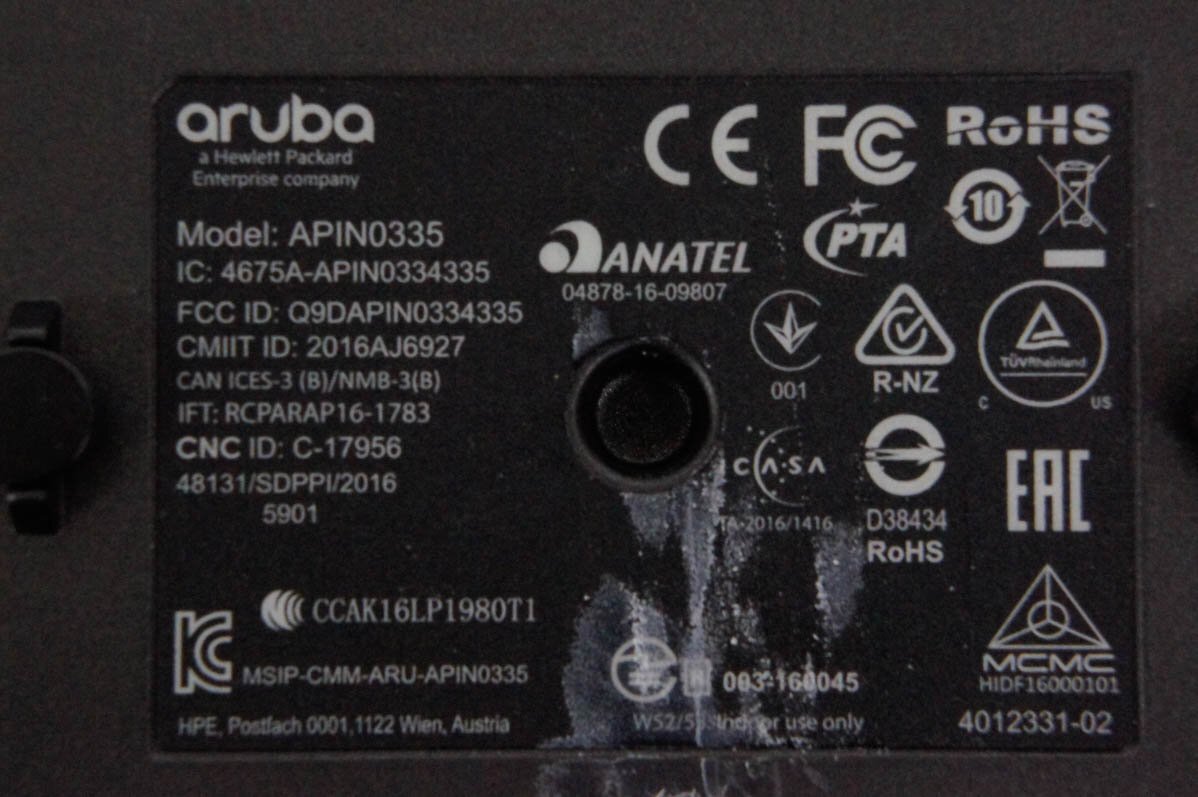 aruba
a Hewlett Packard
Enterprise company
CE FC RoHS
10
Model: APIN0335
IC: 4675A-APIN0334335
FCC ID: Q9DAPIN0334335
CMIIT ID: 2016AJ6927
CAN ICES-3 (B)/NMB-3(B)
IFT: RCPARAP16-1783
CNC ID: C-17956
48131/SDPPI/2016
5901
ANATEL
04878-16-09807
PTA
001
R-NZ
TÜVRheinland
C US
C•A•S•A
TA-2016/1416
D38434
RoHS
EAC
CCAK16LP1980T1
KC
MSIP-CMM-ARU-APIN0335
HPE, Postfach 0001,1122 Wien, Austria
R 003-160045
Indoor use only
MCMC
HIDF16000101
4012331-02